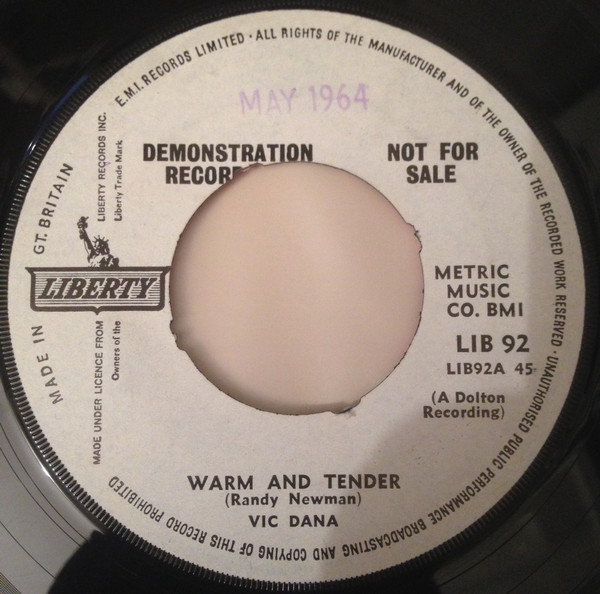 E.M.I. RECORDS LIMITED · ALL RIGHTS OF THE MANUFACTURER AND OF THE OWNER OF THE RECORDED WORK RESERVED · UNAUTHORISED PUBLIC PERFORMANCE BROADCASTING AND COPYING OF THIS RECORD PROHIBITED
MADE IN GT. BRITAIN
MAY 1964
DEMONSTRATION
RECORD
NOT FOR
SALE
LIBERTY RECORDS INC.
Liberty Trade Mark
LIBERTY
MADE UNDER LICENCE FROM
Owners of the
METRIC
MUSIC
CO. BMI
LIB 92
LIB92A 45
(A Dolton
Recording)
WARM AND TENDER
(Randy Newman)
VIC DANA